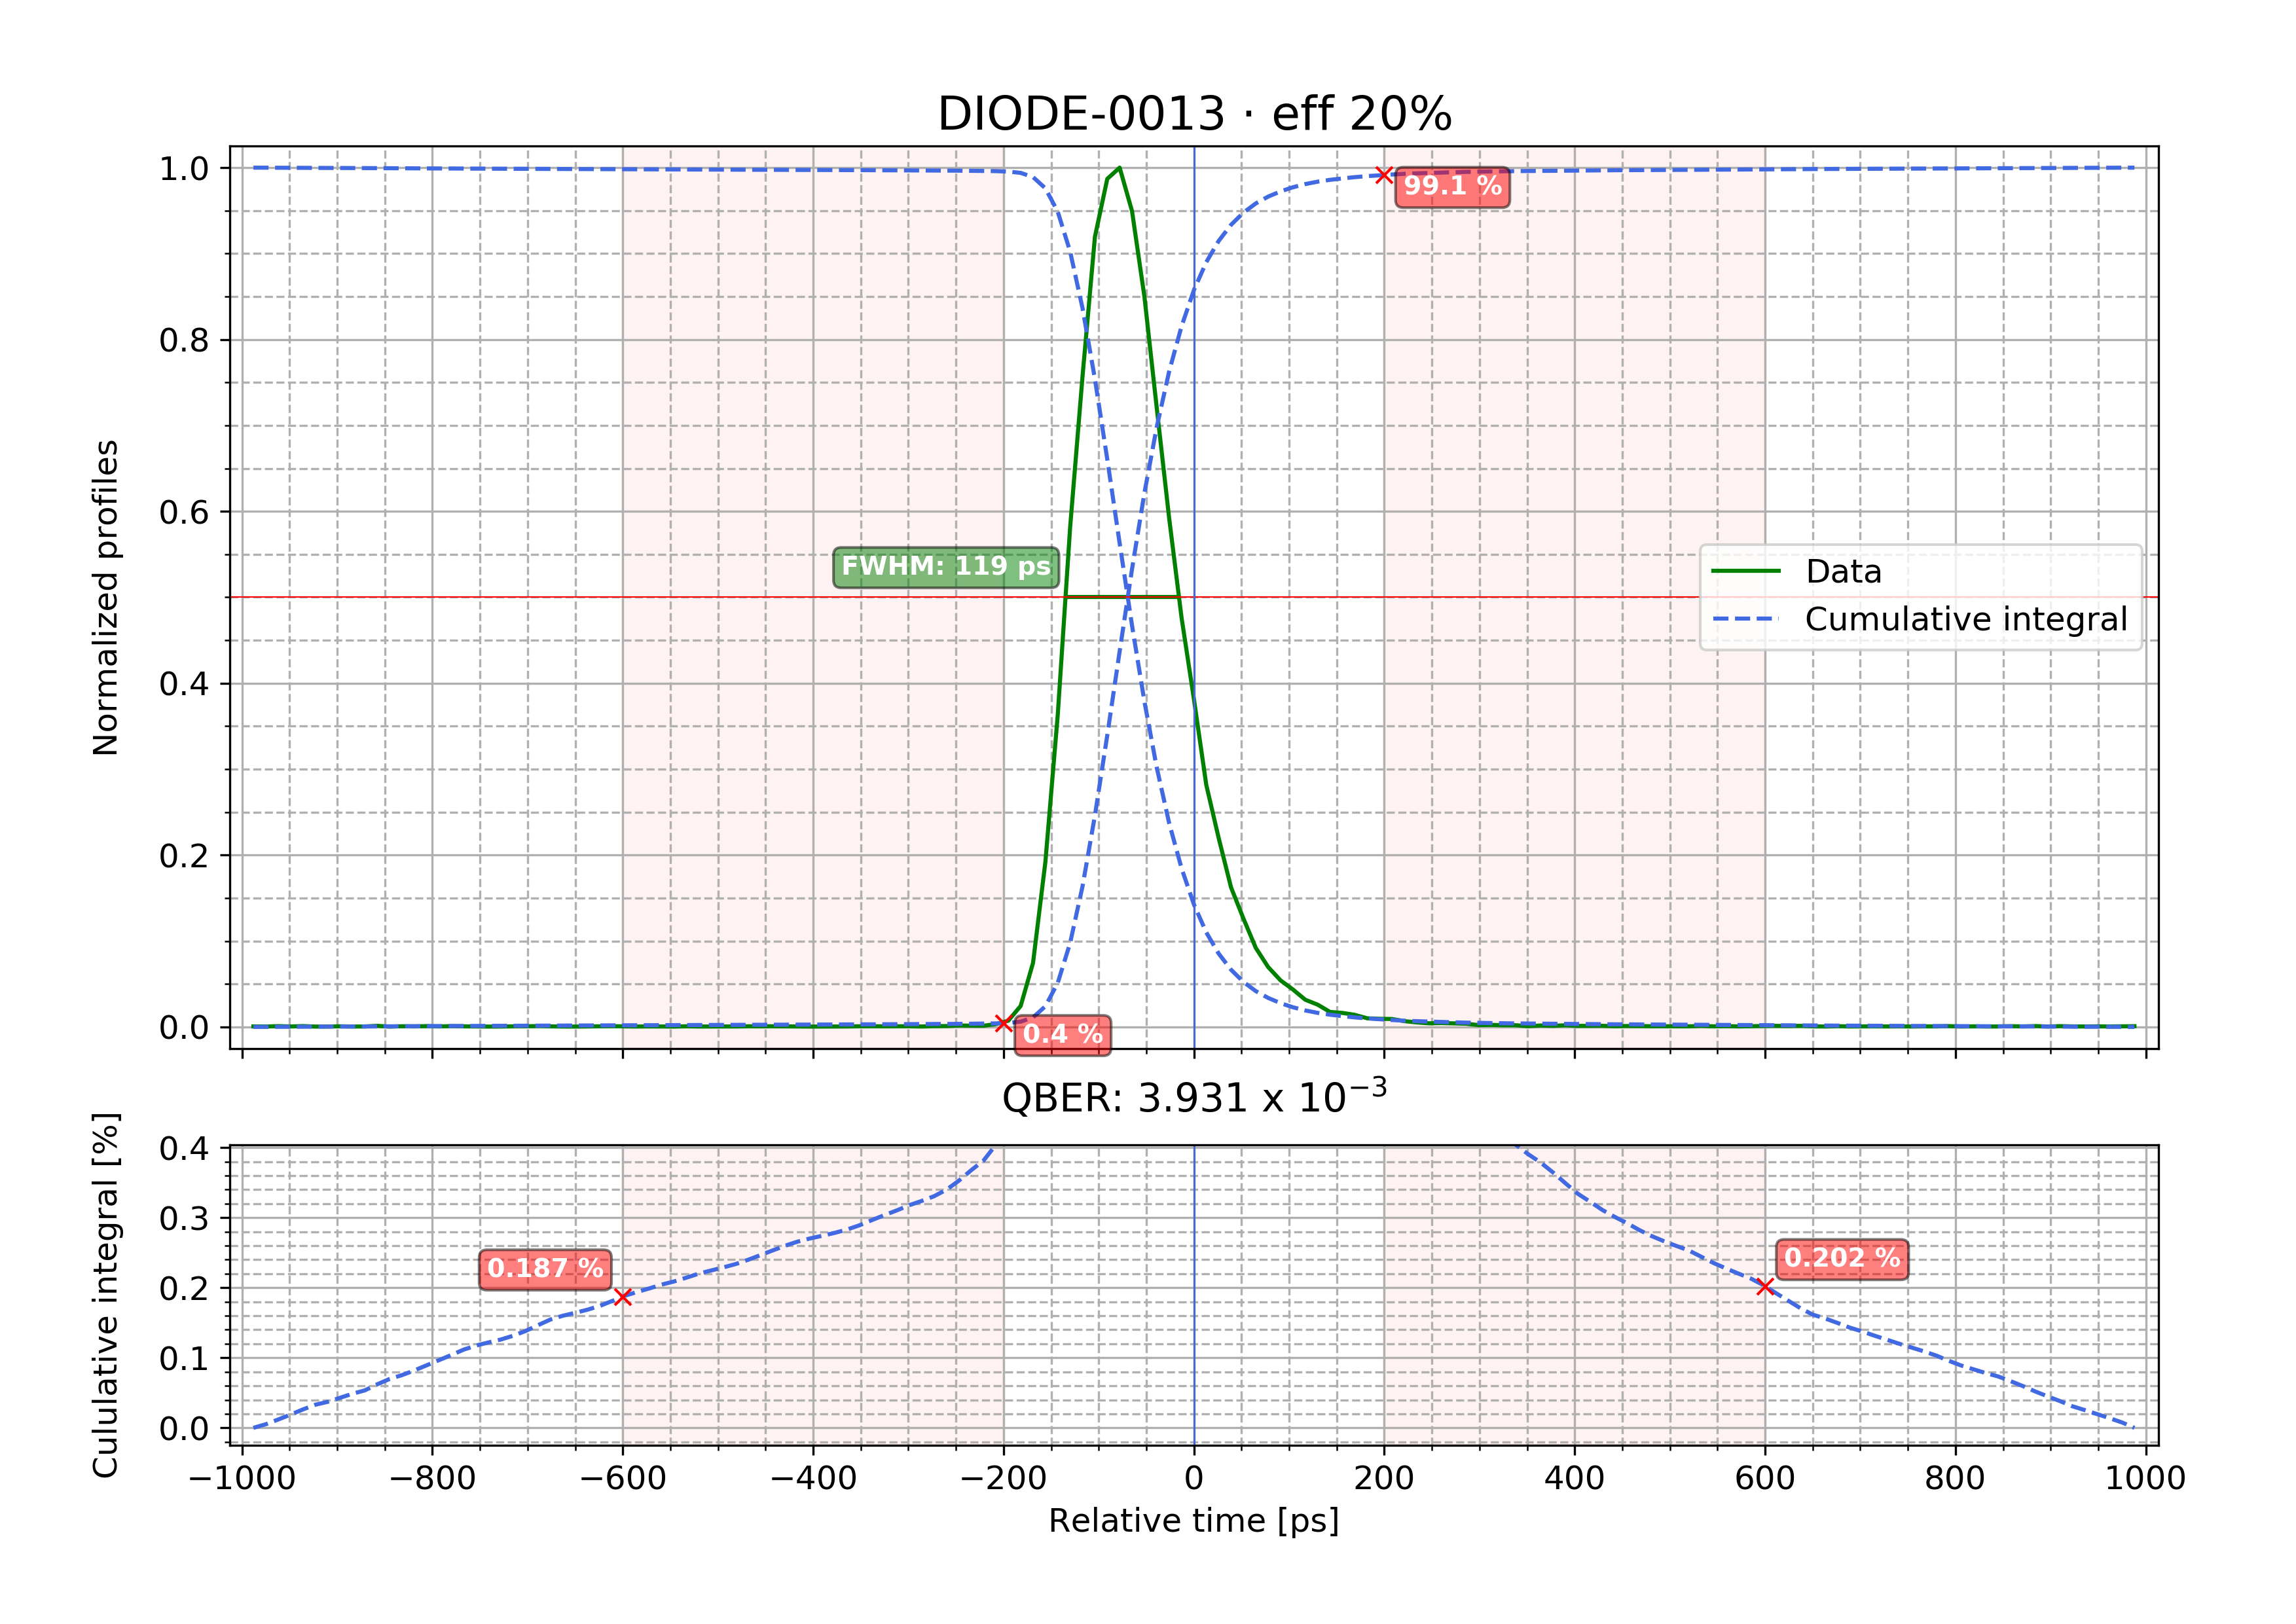 DIODE-0013 · eff 20%
Normalized profiles
1.0
0.8
0.6
0.4
0.2
0.0
99.1 %
FWHM: 119 ps
Data
Cumulative integral
0.4 %
QBER: 3.931 x 10⁻³
Cululative integral [%]
0.4
0.3
0.2
0.1
0.0
0.187 %
0.202 %
−1000 −800 −600 −400 −200 0 200 400 600 800 1000
Relative time [ps]